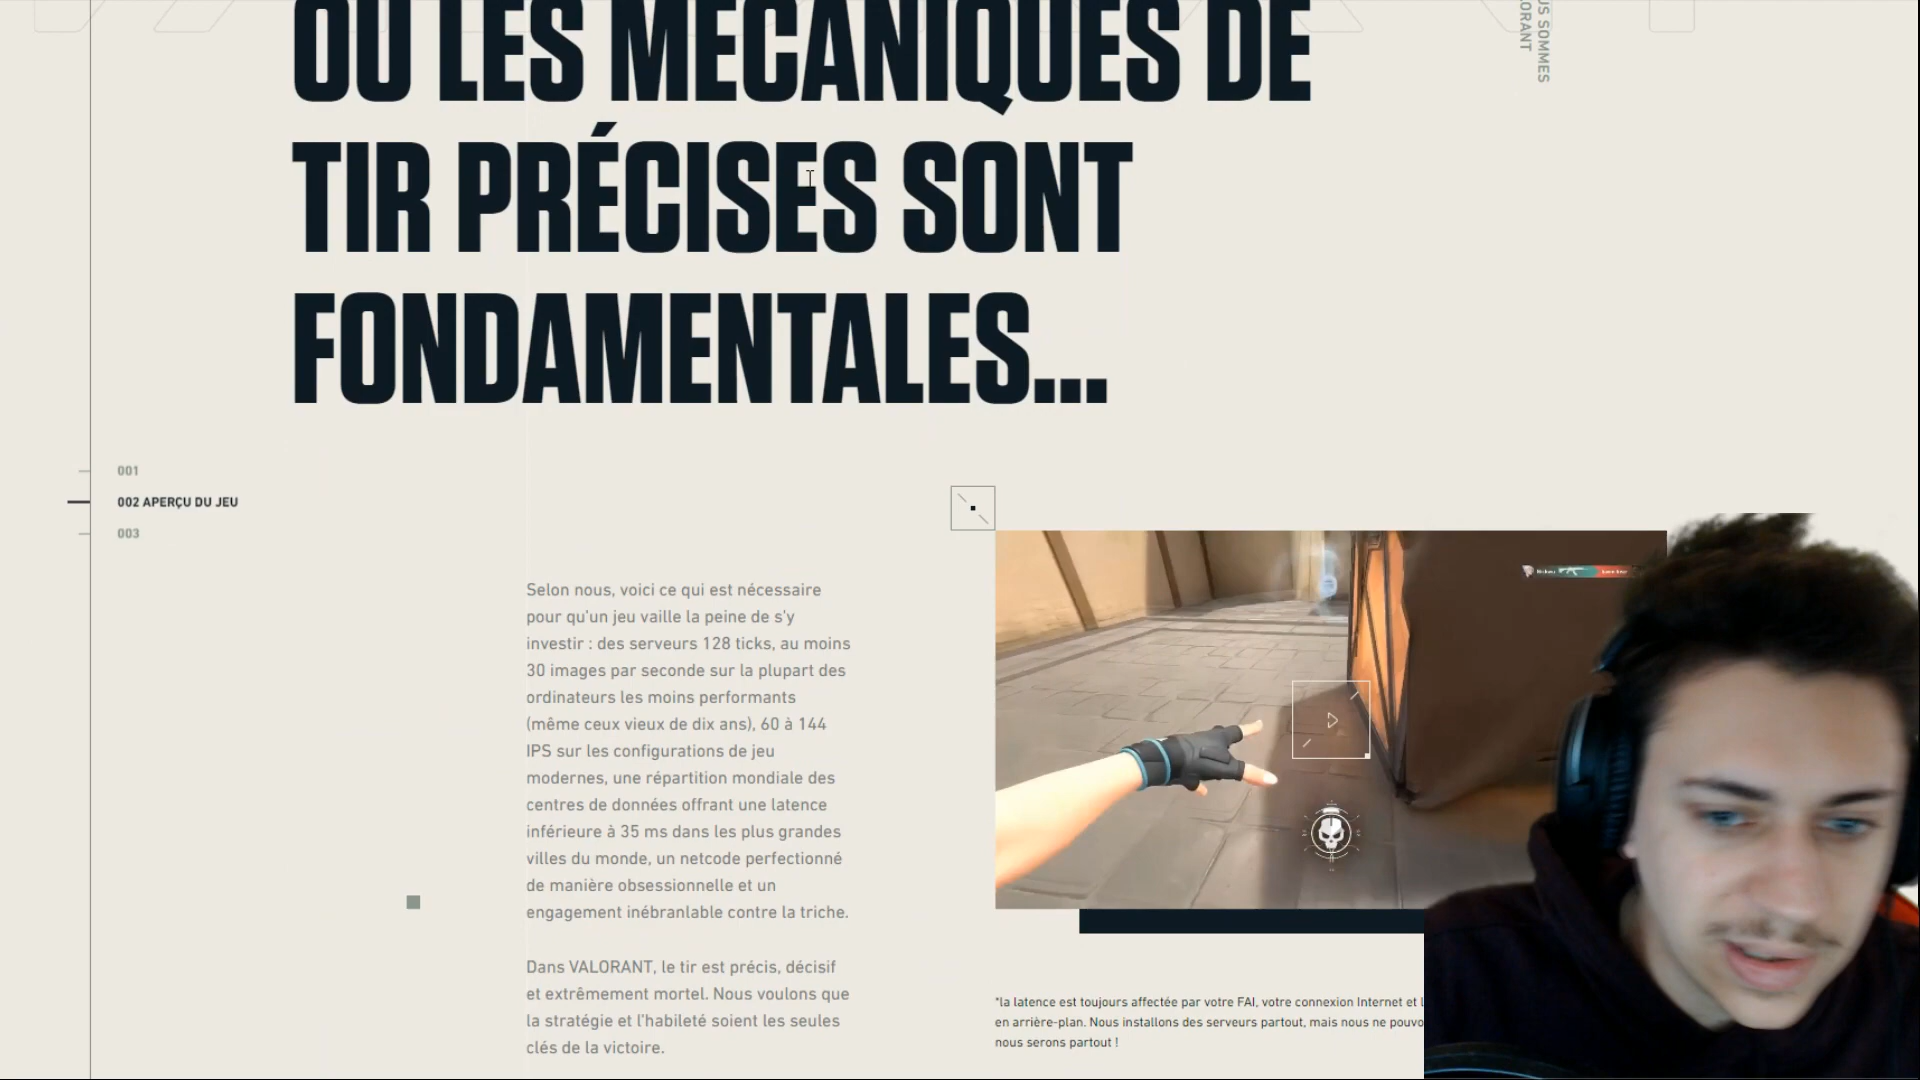 OÙ LES MÉCANIQUES DE
TIR PRÉCISES SONT
FONDAMENTALES...
US SOMMES
LORANT
001
002 APERÇU DU JEU
003
Selon nous, voici ce qui est nécessaire
pour qu'un jeu vaille la peine de s'y
investir : des serveurs 128 ticks, au moins
30 images par seconde sur la plupart des
ordinateurs les moins performants
(même ceux vieux de dix ans), 60 à 144
IPS sur les configurations de jeu
modernes, une répartition mondiale des
centres de données offrant une latence
inférieure à 35 ms dans les plus grandes
villes du monde, un netcode perfectionné
de manière obsessionnelle et un
engagement inébranlable contre la triche.
Dans VALORANT, le tir est précis, décisif
et extrêmement mortel. Nous voulons que
la stratégie et l'habileté soient les seules
clés de la victoire.
*la latence est toujours affectée par votre FAI, votre connexion Internet et
en arrière-plan. Nous installons des serveurs partout, mais nous ne pouvo
nous serons partout !